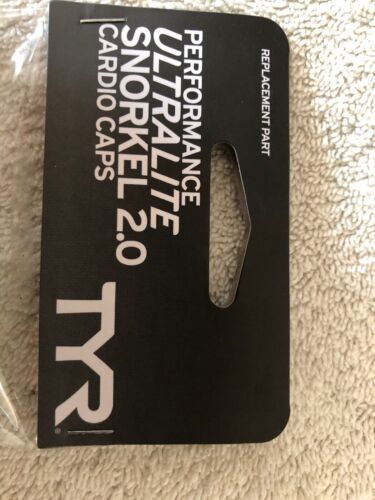 REPLACEMENT PART
PERFORMANCE
ULTRALITE
SNORKEL 2.0
CARDIO CAPS
TYR®